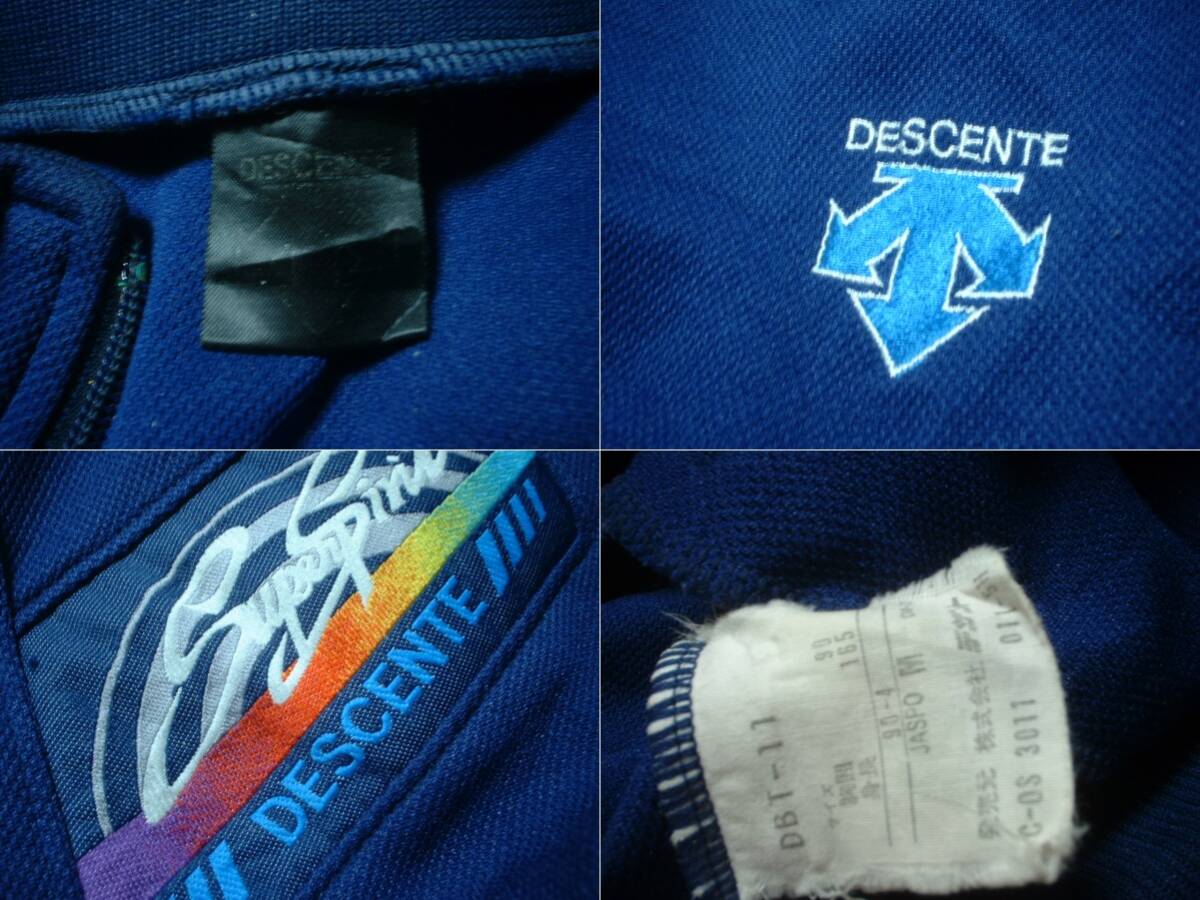 DESCENTE
DESCENTE
Super Spirit
DESCENTE
DBT-11
サイズ
胸囲 90
身長 165
90-4
JASPO M
発売元 株式会社 デサント
C-OS 3011 011